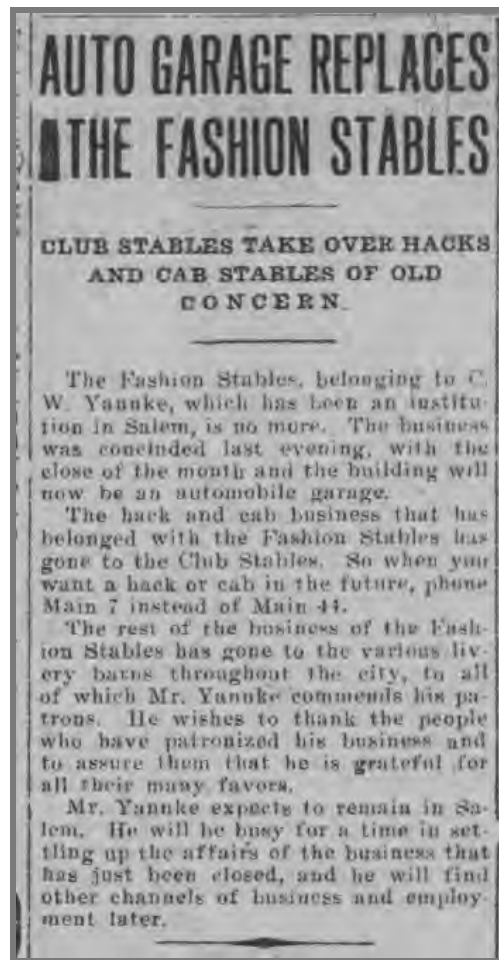 AUTO GARAGE REPLACES
THE FASHION STABLES
CLUB STABLES TAKE OVER HACKS
AND CAB STABLES OF OLD
CONCERN.
The Fashion Stables, belonging to C.
W. Yannke, which has been an institu-
tion in Salem, is no more. The business
was concluded last evening, with the
close of the month and the building will
now be an automobile garage.
The hack and cab business that has
belonged with the Fashion Stables has
gone to the Club Stables. So when you
want a hack or cab in the future, phone
Main 7 instead of Main 44.
The rest of the business of the Fash-
ion Stables has gone to the various liv-
ery barns throughout the city, to all
of which Mr. Yannke commends his pa-
trons. He wishes to thank the people
who have patronized his business and
to assure them that he is grateful for
all their many favors.
Mr. Yannke expects to remain in Sa-
lem. He will be busy for a time in set-
tling up the affairs of the business that
has just been closed, and he will find
other channels of business and employ-
ment later.